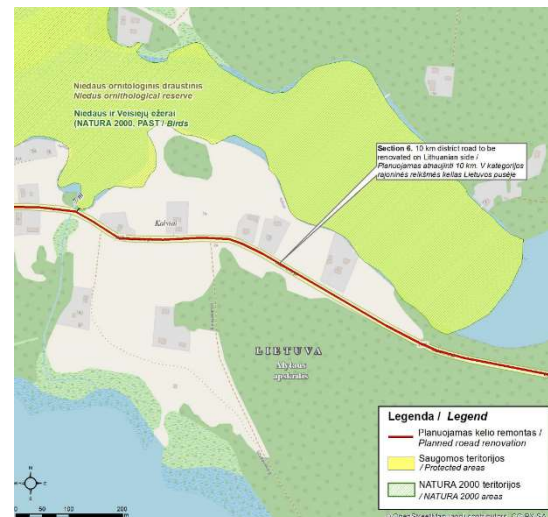 Niedaus ornitologinis draustinis
Niedus ornithological reserve
Niedaus ir Veisiejų ežerai
(NATURA 2000, PAST / Birds)
Section 6. 10 km district road to be
renovated on Lithuanian side /
Planuojamas atnaujinti 10 km. V kategorijos
rajoninės reikšmės kelias Lietuvos pusėje
LIETUVA
Alytaus
apskritis
Legenda / Legend
Planuojamas kelio remontas /
Planned roead renovation
Saugomos teritorijos
/ Protected areas
NATURA 2000 teritorijos
/ NATURA 2000 areas
N
0 50 100 200
m